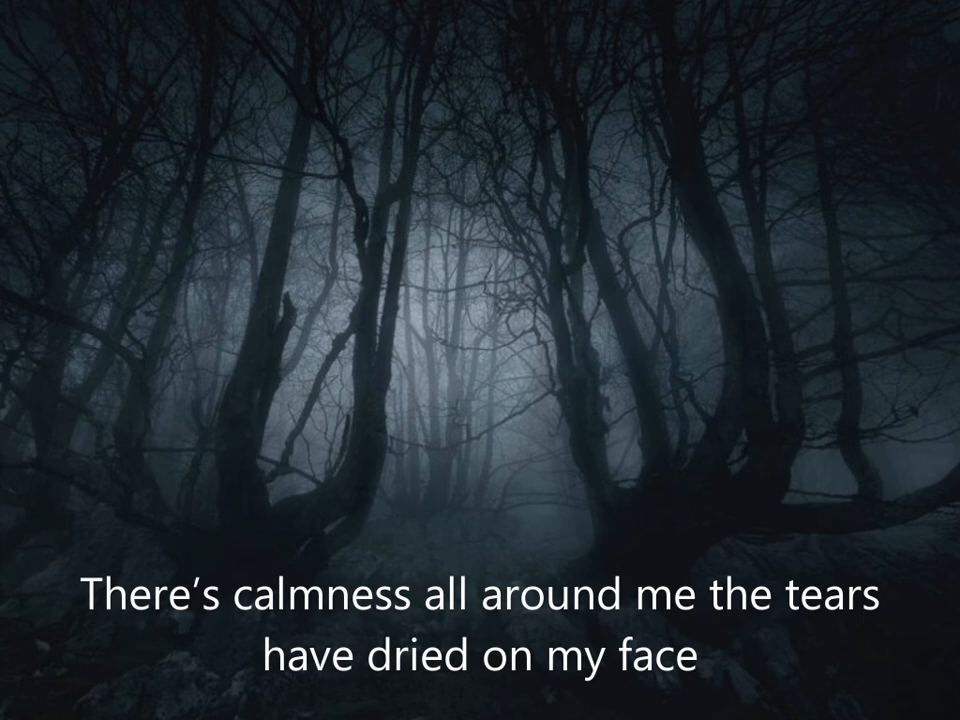 There’s calmness all around me the tears
have dried on my face